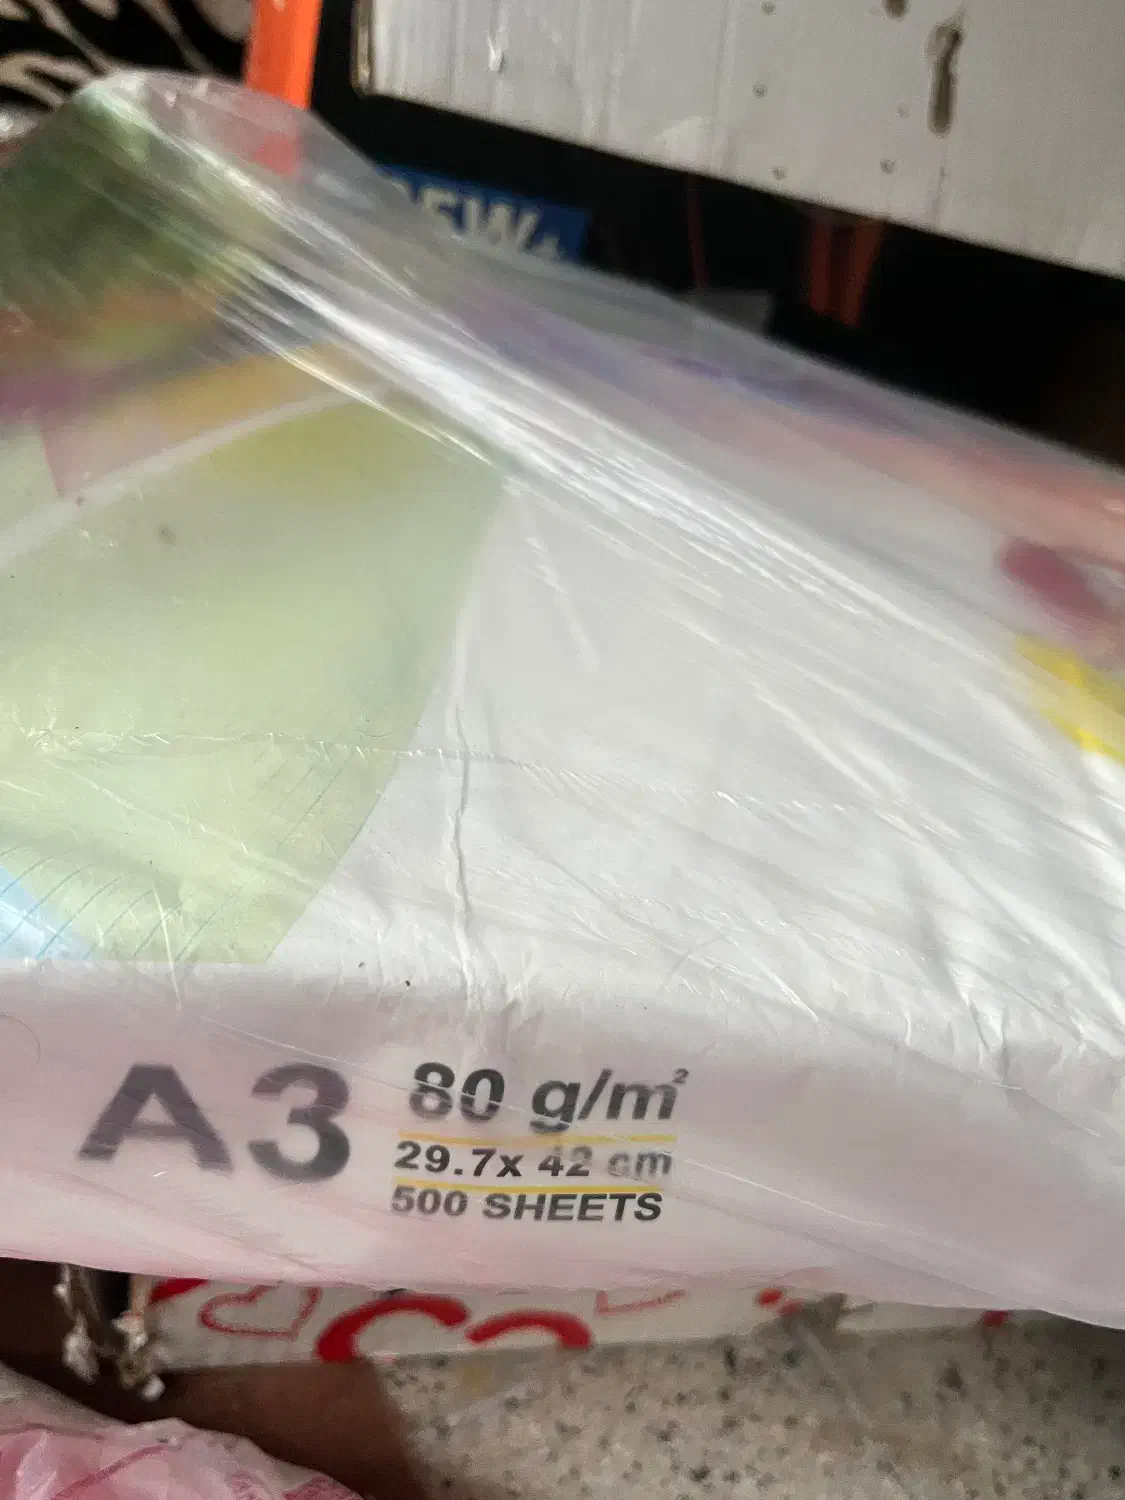 A3
80 g/m²
29.7x 42 cm
500 SHEETS